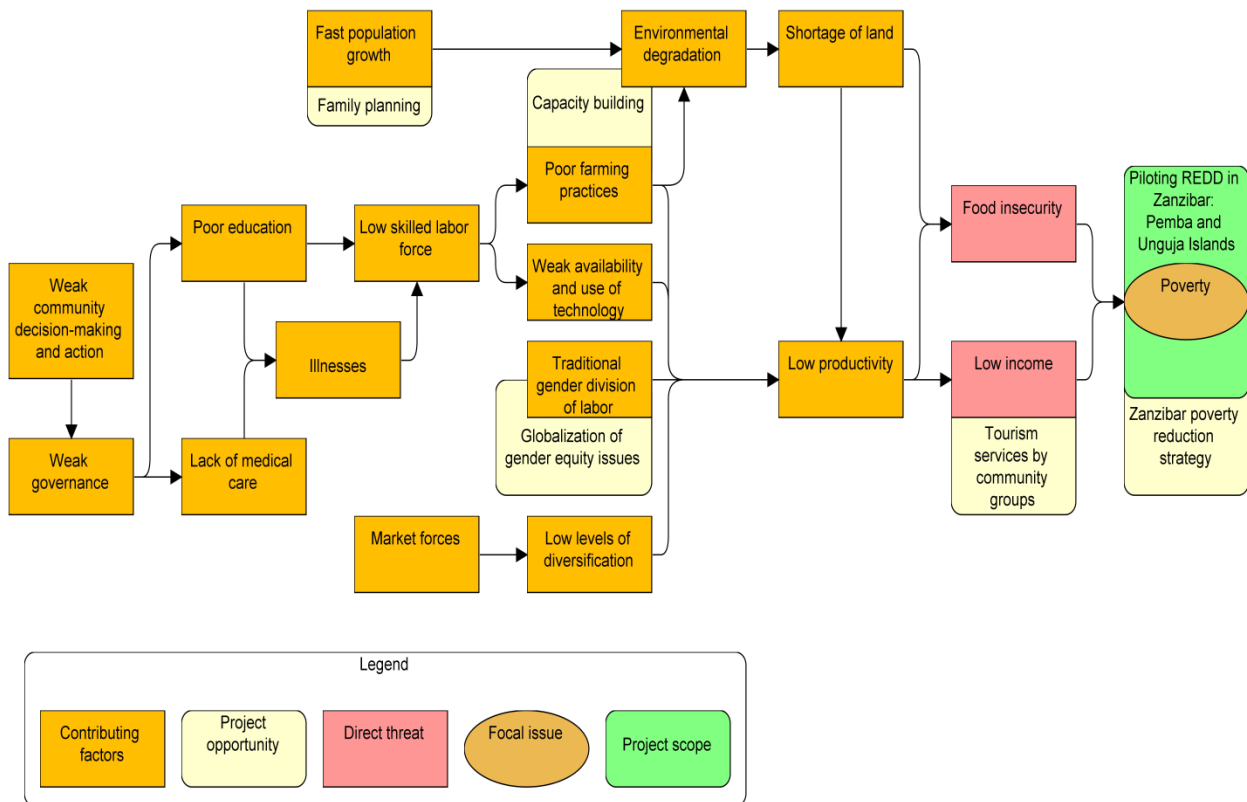 Fast population
growth
Family planning
Environmental
degradation
Shortage of land
Capacity building
Poor farming
practices
Piloting REDD in
Zanzibar:
Pemba and
Unguja Islands
Poor education
Low skilled labor
force
Food insecurity
Weak
community
decision-making
and action
Weak availability
and use of
technology
Poverty
Illnesses
Traditional
gender division
of labor
Low productivity
Low income
Globalization of
gender equity issues
Tourism
services by
community
groups
Zanzibar poverty
reduction
strategy
Weak
governance
Lack of medical
care
Market forces
Low levels of
diversification
Legend
Contributing
factors
Project
opportunity
Direct threat
Focal issue
Project scope